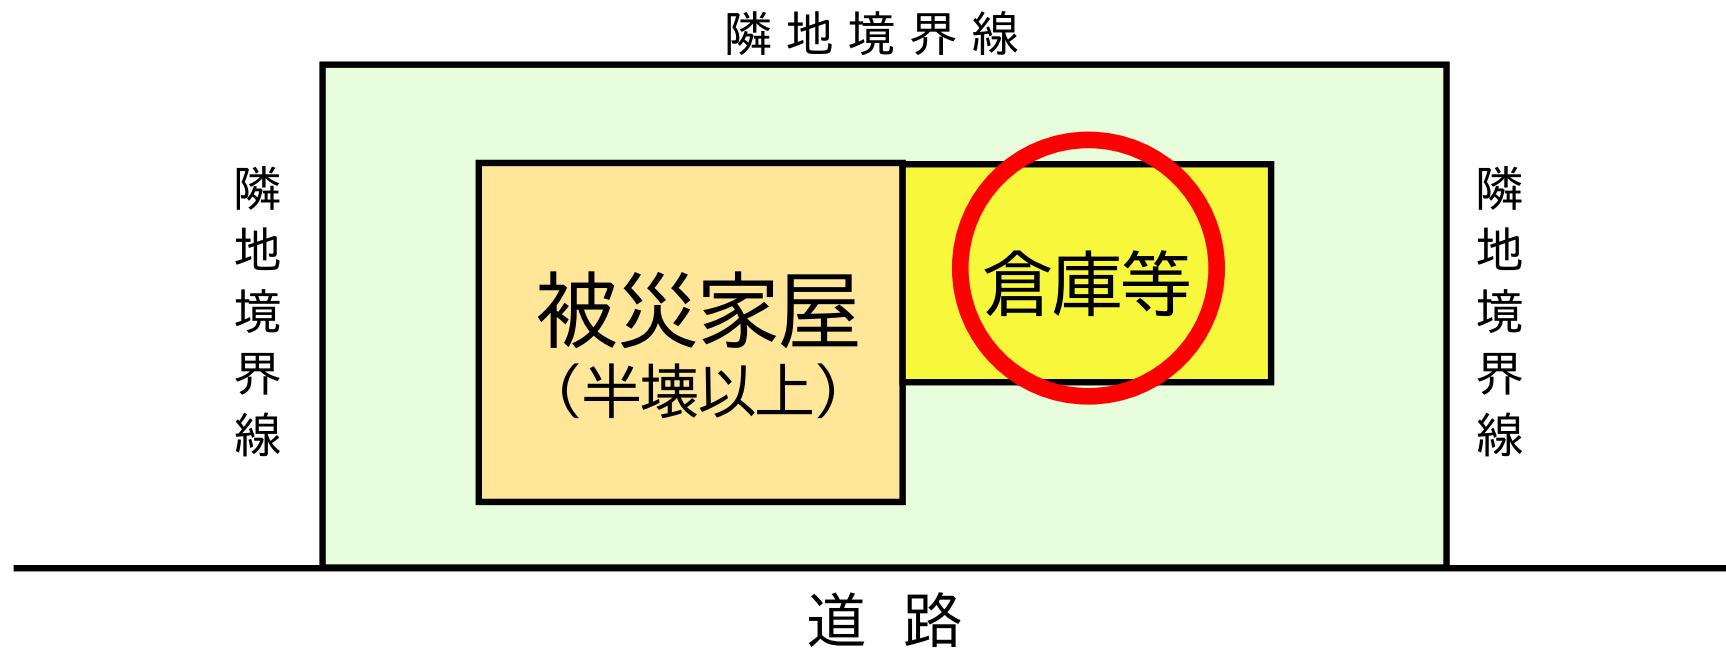 隣地境界線
隣地境界線
被災家屋
（半壊以上）
倉庫等
隣地境界線
道路